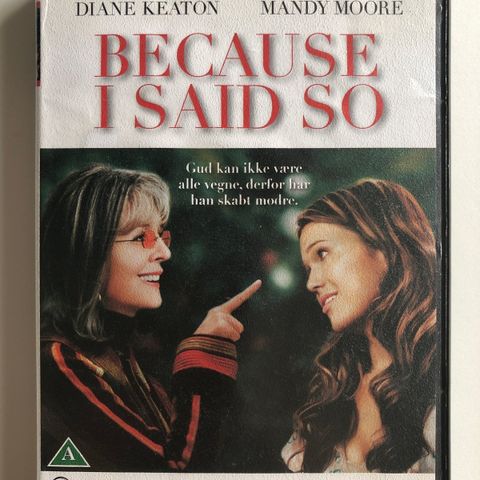 DIANE KEATON MANDY MOORE
BECAUSE
I SAID SO
Gud kan ikke være
alle vegne, derfor har
han skabt mødre.
A